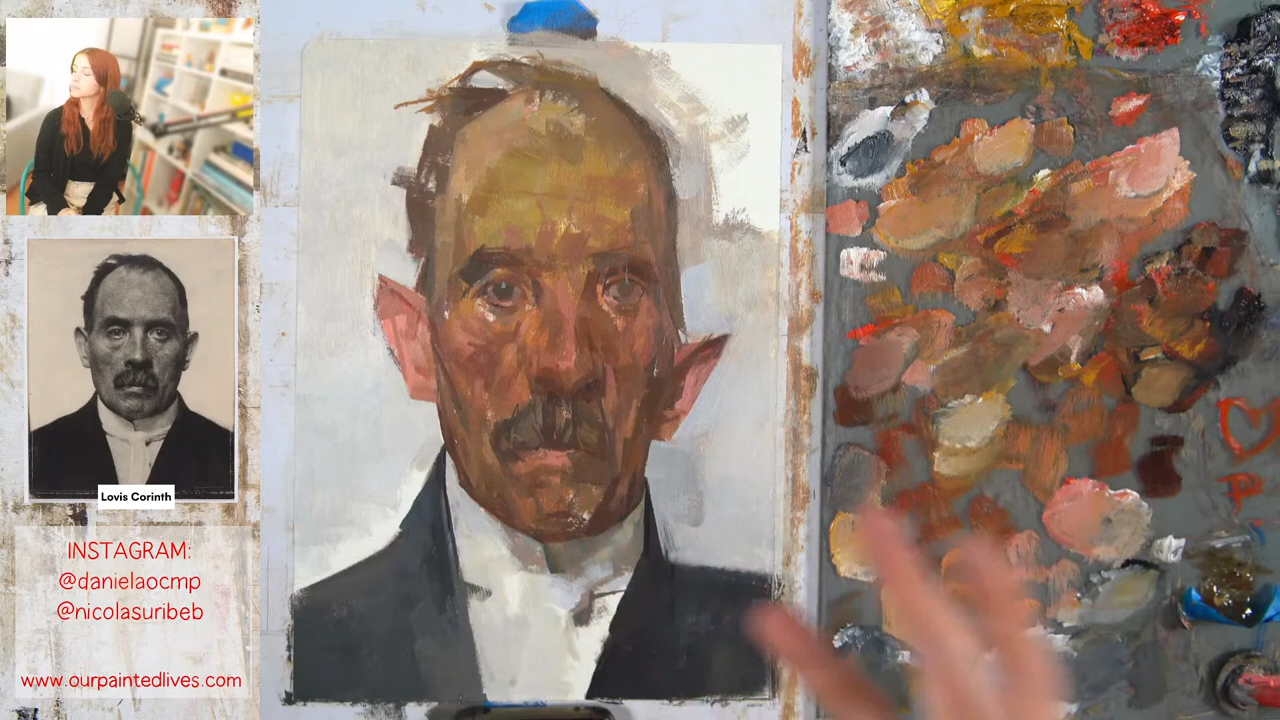 Lovis Corinth
INSTAGRAM:
@danielaocmp
@nicolasuribeb
www.ourpaintedlives.com
A
P